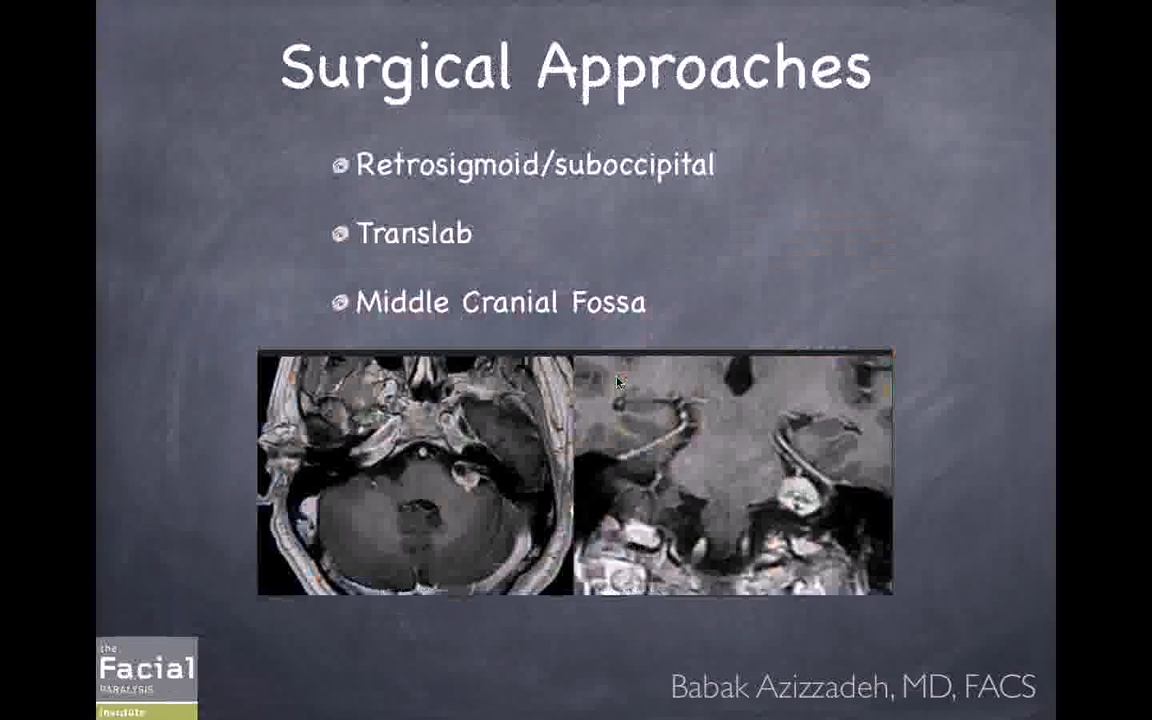 Surgical Approaches
Retrosigmoid/suboccipital
Translab
Middle Cranial Fossa
the
Facial
PARALYSIS
Institute
Babak Azizzadeh, MD, FACS